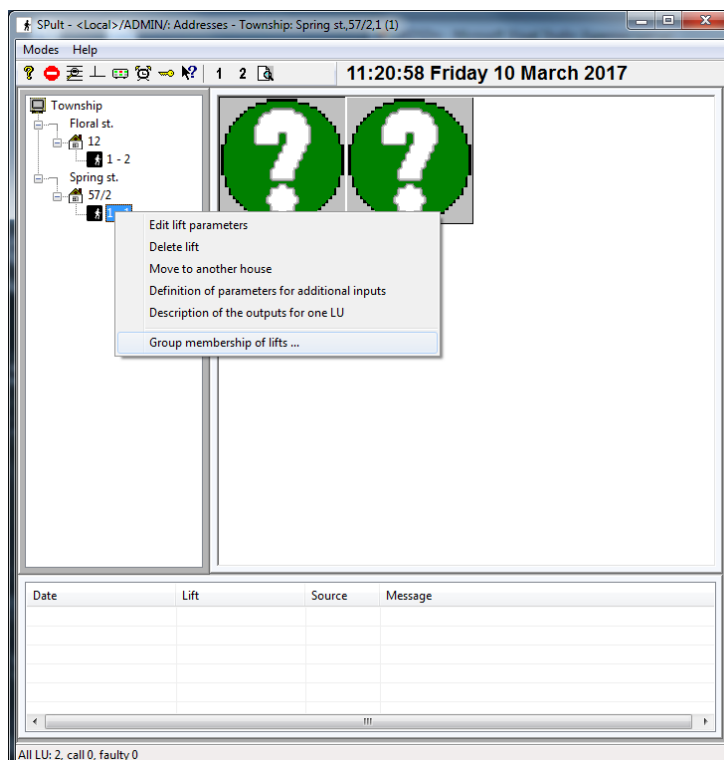 SPult - <Local>/ADMIN/: Addresses - Township: Spring st.,57/2,1 (1)
Modes Help
1 2 11:20:58 Friday 10 March 2017
Township
Floral st.
12
1 - 2
Spring st.
57/2
Edit lift parameters
Delete lift
Move to another house
Definition of parameters for additional inputs
Description of the outputs for one LU
Group membership of lifts ...
Date Lift Source Message
All LU: 2, call 0, faulty 0